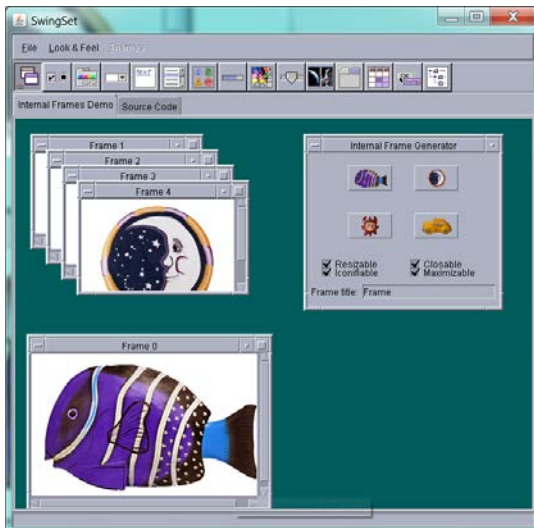 SwingSet
File Look & Feel Themes
Internal Frames Demo Source Code
Frame 1
Frame 2
Frame 3
Frame 4
Internal Frame Generator
Resizable Closable
Iconifiable Maximizable
Frame title: Frame
Frame 0